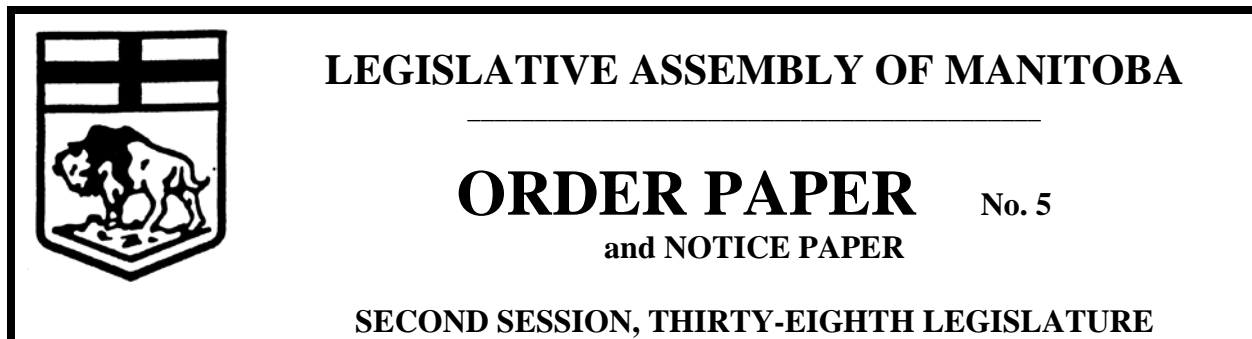 LEGISLATIVE ASSEMBLY OF MANITOBA
ORDER PAPER No. 5
and NOTICE PAPER
SECOND SESSION, THIRTY-EIGHTH LEGISLATURE